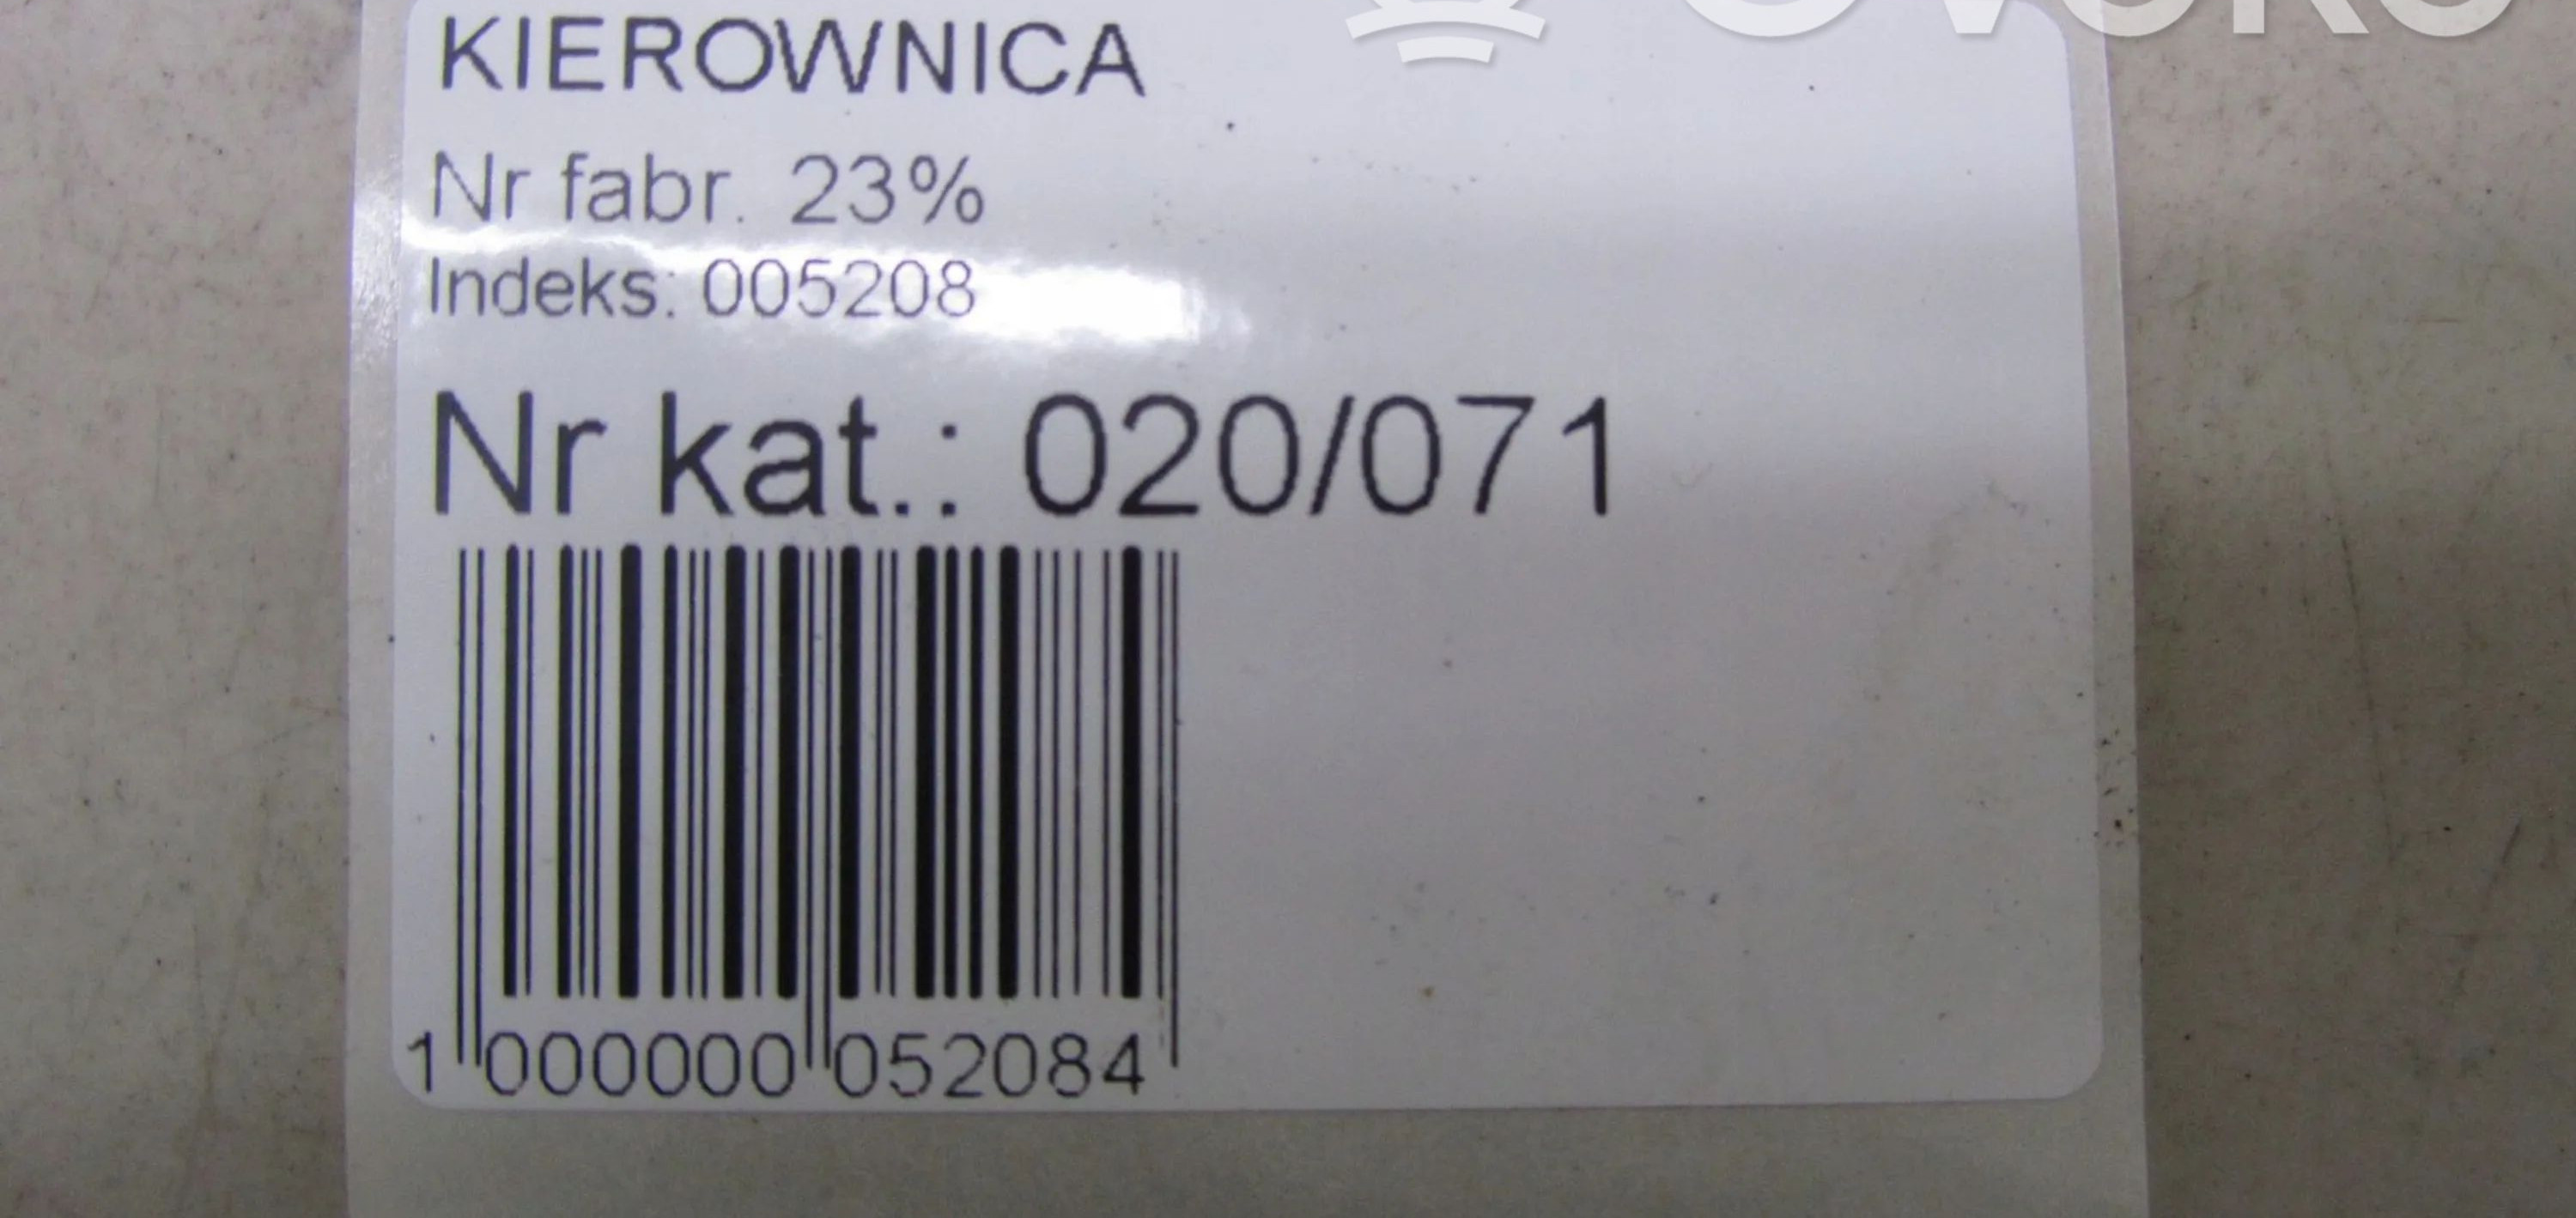 KIEROWNICA
Nr fabr. 23%
Indeks: 005208
Nr kat.: 020/071
1 000000 052084